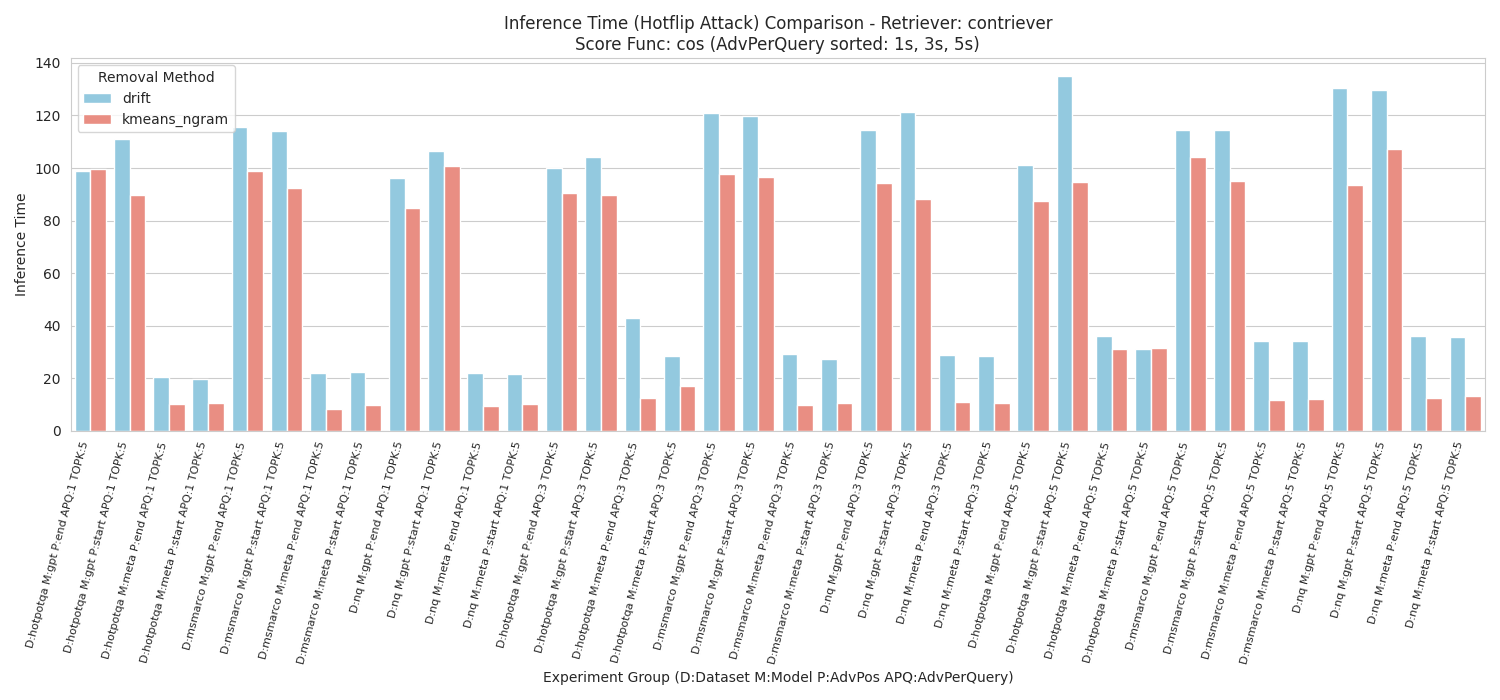 Inference Time (Hotflip Attack) Comparison - Retriever: contriever
Score Func: cos (AdvPerQuery sorted: 1s, 3s, 5s)
Removal Method
drift
kmeans_ngram
Inference Time
140
120
100
80
60
40
20
0
D:hotpotqa M:gpt P:end APQ:1 TOPK:5
D:hotpotqa M:gpt P:start APQ:1 TOPK:5
D:hotpotqa M:meta P:end APQ:1 TOPK:5
D:hotpotqa M:meta P:start APQ:1 TOPK:5
D:msmarco M:gpt P:end APQ:1 TOPK:5
D:msmarco M:gpt P:start APQ:1 TOPK:5
D:msmarco M:meta P:end APQ:1 TOPK:5
D:msmarco M:meta P:start APQ:1 TOPK:5
D:nq M:gpt P:end APQ:1 TOPK:5
D:nq M:gpt P:start APQ:1 TOPK:5
D:nq M:meta P:end APQ:1 TOPK:5
D:nq M:meta P:start APQ:1 TOPK:5
D:hotpotqa M:gpt P:end APQ:3 TOPK:5
D:hotpotqa M:gpt P:start APQ:3 TOPK:5
D:hotpotqa M:meta P:end APQ:3 TOPK:5
D:hotpotqa M:meta P:start APQ:3 TOPK:5
D:msmarco M:gpt P:end APQ:3 TOPK:5
D:msmarco M:gpt P:start APQ:3 TOPK:5
D:msmarco M:meta P:end APQ:3 TOPK:5
D:msmarco M:meta P:start APQ:3 TOPK:5
D:nq M:gpt P:end APQ:3 TOPK:5
D:nq M:gpt P:start APQ:3 TOPK:5
D:nq M:meta P:end APQ:3 TOPK:5
D:nq M:meta P:start APQ:3 TOPK:5
D:hotpotqa M:gpt P:end APQ:5 TOPK:5
D:hotpotqa M:gpt P:start APQ:5 TOPK:5
D:hotpotqa M:meta P:end APQ:5 TOPK:5
D:hotpotqa M:meta P:start APQ:5 TOPK:5
D:msmarco M:gpt P:end APQ:5 TOPK:5
D:msmarco M:gpt P:start APQ:5 TOPK:5
D:msmarco M:meta P:end APQ:5 TOPK:5
D:msmarco M:meta P:start APQ:5 TOPK:5
D:nq M:gpt P:end APQ:5 TOPK:5
D:nq M:gpt P:start APQ:5 TOPK:5
D:nq M:meta P:end APQ:5 TOPK:5
D:nq M:meta P:start APQ:5 TOPK:5
Experiment Group (D:Dataset M:Model P:AdvPos APQ:AdvPerQuery)